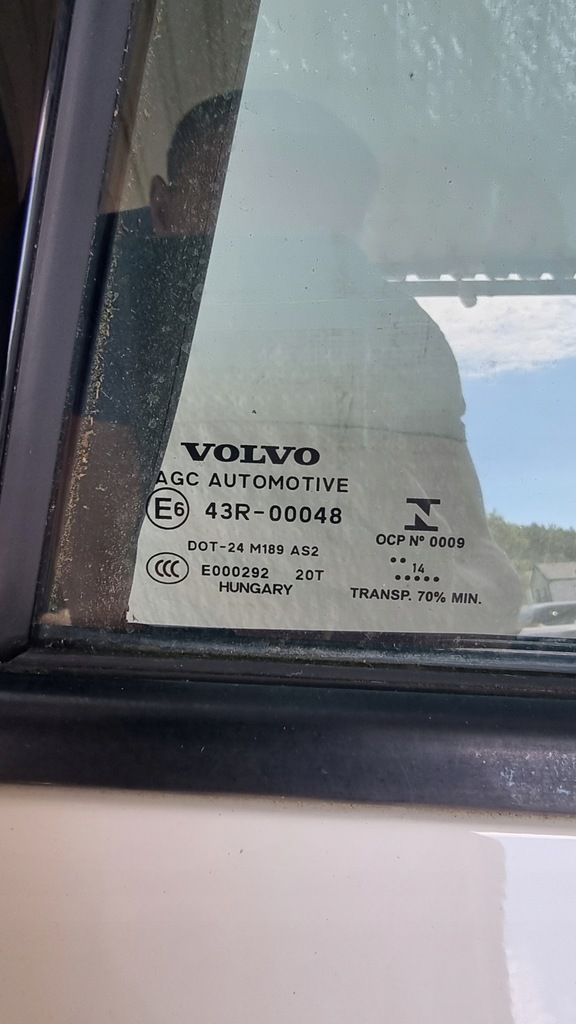 VOLVO
AGC AUTOMOTIVE
E6 43R-00048
DOT-24 M189 AS2
CCC E000292 20T
HUNGARY
N
OCP Nº 0009
•• 14
•••••
TRANSP. 70% MIN.